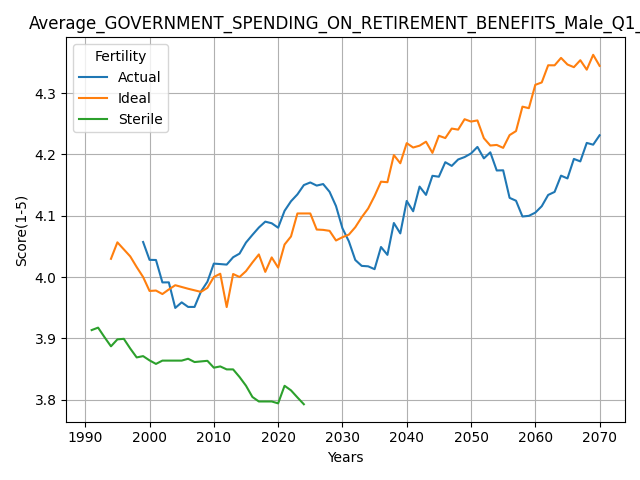 Average_GOVERNMENT_SPENDING_ON_RETIREMENT_BENEFITS_Male_Q1_
Fertility
Actual
Ideal
Sterile
Score(1-5)
4.3
4.2
4.1
4.0
3.9
3.8
1990 2000 2010 2020 2030 2040 2050 2060 2070
Years